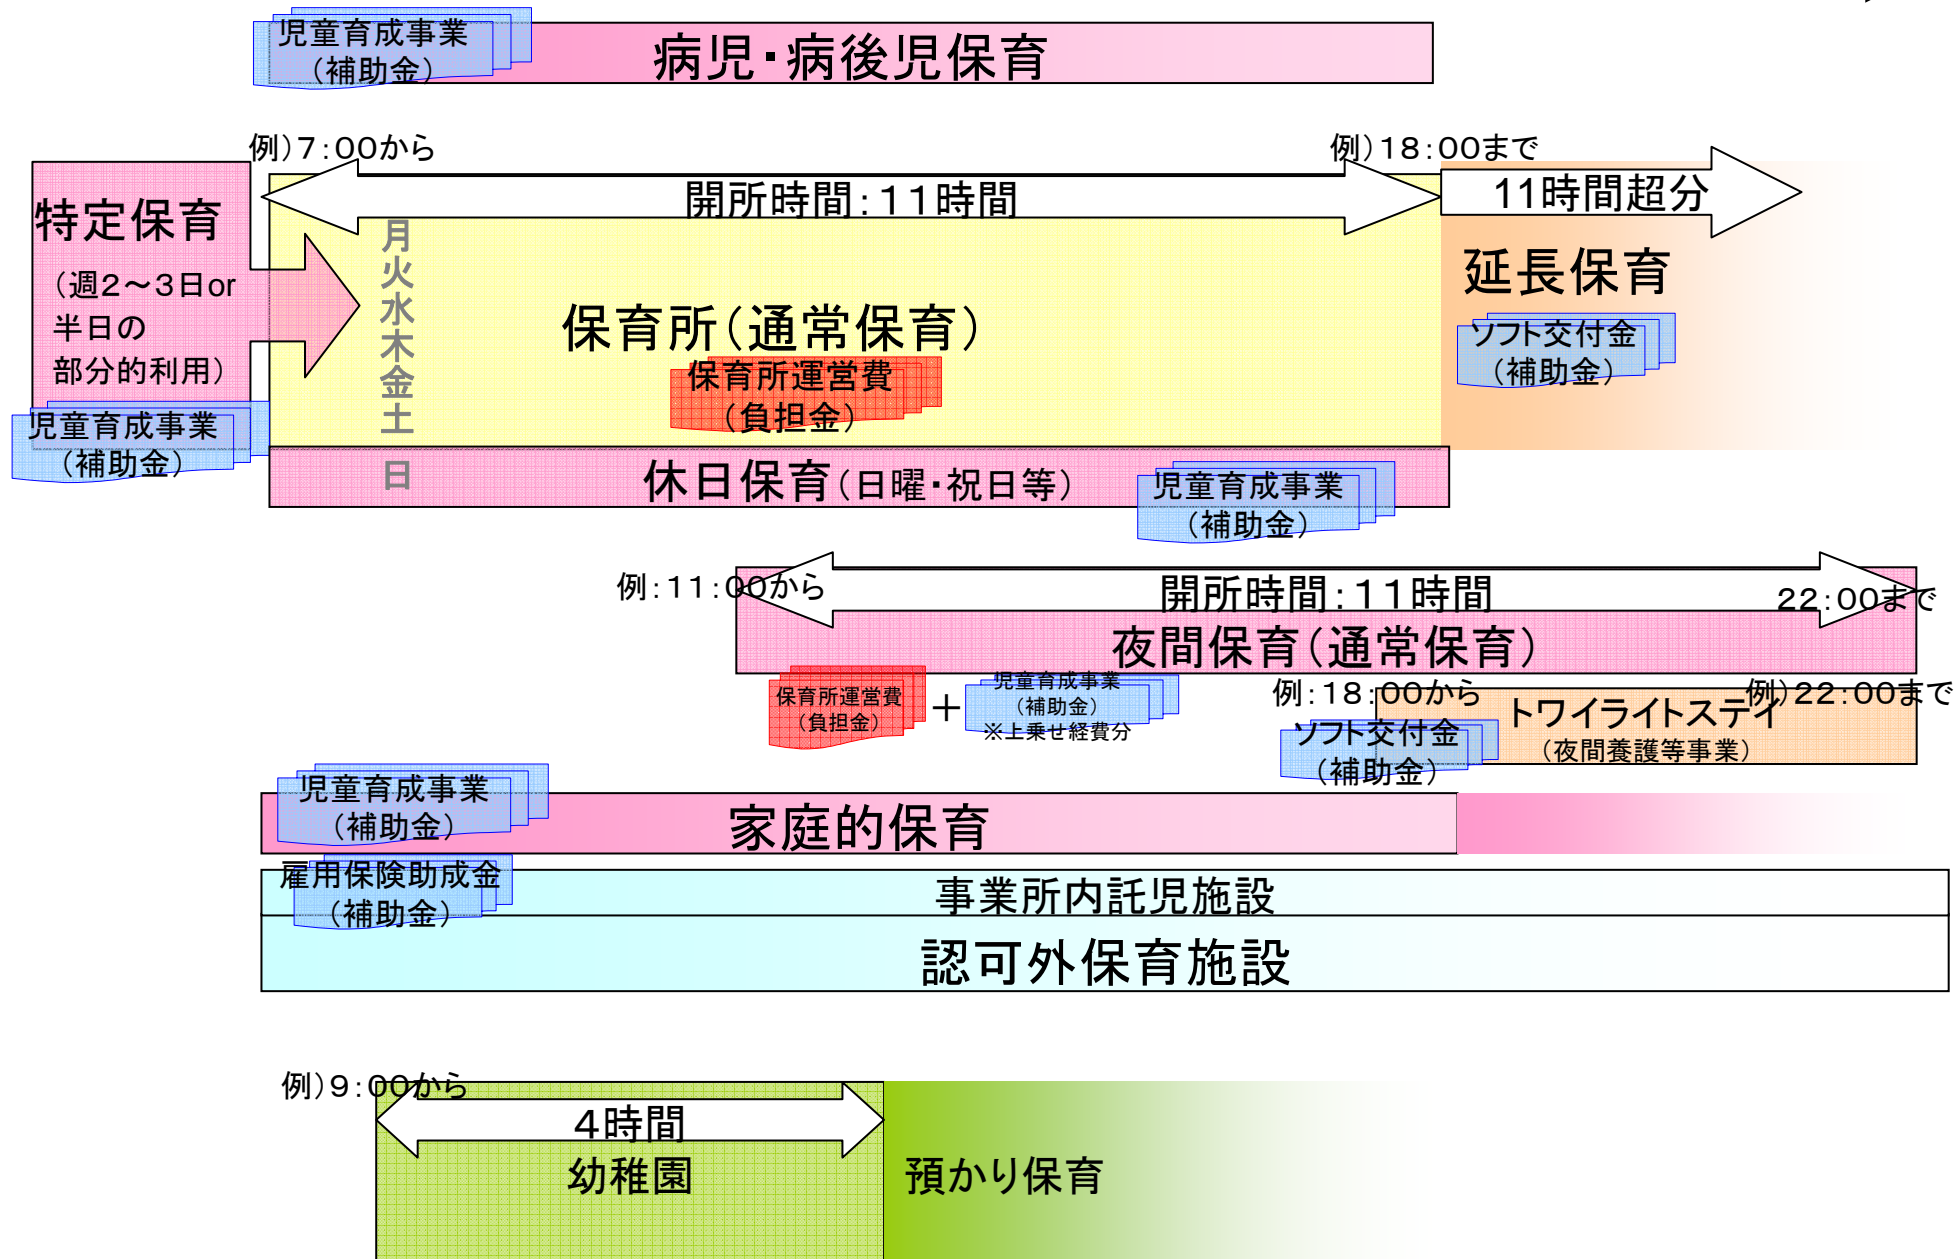 児童育成事業
（補助金）
病児・病後児保育
例）７：００から
例）１８：００まで
開所時間：１１時間
11時間超分
特定保育
（週２～３日or
半日の
部分的利用）
児童育成事業
（補助金）
月
火
水
木
金
土
日
保育所（通常保育）
保育所運営費
（負担金）
延長保育
ソフト交付金
（補助金）
休日保育（日曜・祝日等）
児童育成事業
（補助金）
例：１１：００から
開所時間：１１時間
２２：００まで
夜間保育（通常保育）
保育所運営費
（負担金）
＋
児童育成事業
（補助金）
※上乗せ経費分
例：１８：００から
例）２２：００まで
トワイライトステイ
（夜間養護等事業）
ソフト交付金
（補助金）
児童育成事業
（補助金）
家庭的保育
雇用保険助成金
（補助金）
事業所内託児施設
認可外保育施設
例）９：００から
４時間
幼稚園
預かり保育